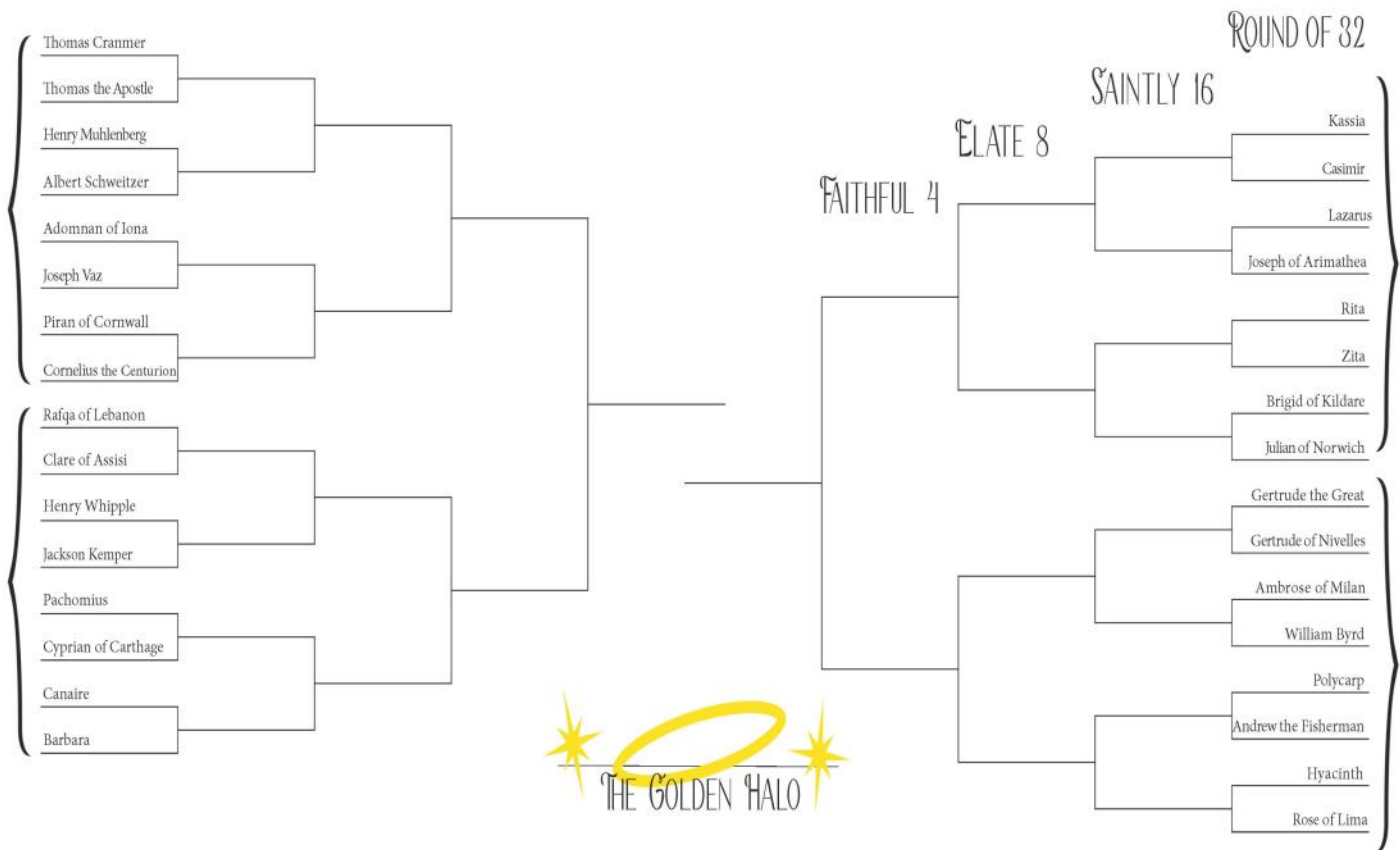 Thomas Cranmer
Thomas the Apostle
Henry Muhlenberg
Albert Schweitzer
Adomnan of Iona
Joseph Vaz
Piran of Cornwall
Cornelius the Centurion
Rafqa of Lebanon
Clare of Assisi
Henry Whipple
Jackson Kemper
Pachomius
Cyprian of Carthage
Canaire
Barbara
THE GOLDEN HALO
FAITHFUL 4
ELATE 8
SAINTLY 16
ROUND OF 32
Kassia
Casimir
Lazarus
Joseph of Arimathea
Rita
Zita
Brigid of Kildare
Julian of Norwich
Gertrude the Great
Gertrude of Nivelles
Ambrose of Milan
William Byrd
Polycarp
Andrew the Fisherman
Hyacinth
Rose of Lima